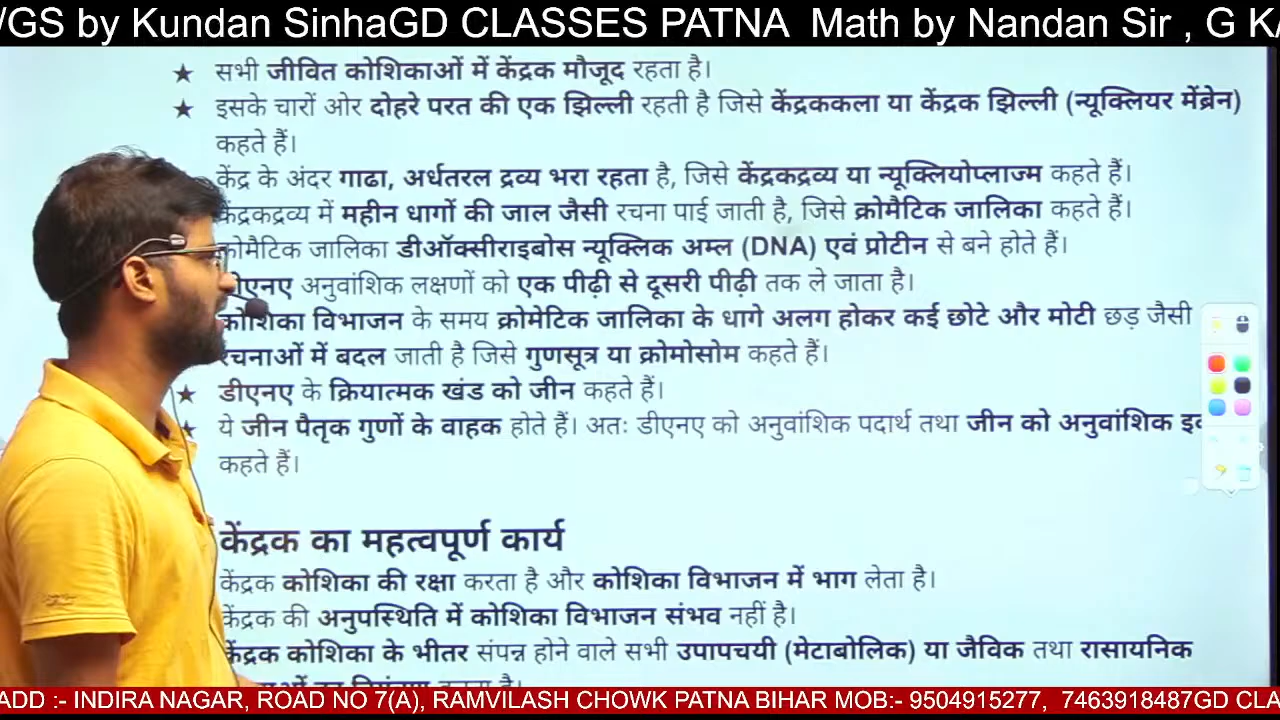 /GS by Kundan SinhaGD CLASSES PATNA Math by Nandan Sir , G K/
★ सभी जीवित कोशिकाओं में केंद्रक मौजूद रहता है।
★ इसके चारों ओर दोहरे परत की एक झिल्ली रहती है जिसे केंद्रककला या केंद्रक झिल्ली (न्यूक्लियर मेंब्रेन)
कहते हैं।
केंद्र के अंदर गाढा, अर्धतरल द्रव्य भरा रहता है, जिसे केंद्रकद्रव्य या न्यूक्लियोप्लाज्म कहते हैं।
केंद्रकद्रव्य में महीन धागों की जाल जैसी रचना पाई जाती है, जिसे क्रोमैटिक जालिका कहते हैं।
क्रोमैटिक जालिका डीऑक्सीराइबोस न्यूक्लिक अम्ल (DNA) एवं प्रोटीन से बने होते हैं।
अनुवांशिक लक्षणों को एक पीढ़ी से दूसरी पीढ़ी तक ले जाता है।
कोशिका विभाजन के समय क्रोमेटिक जालिका के धागे अलग होकर कई छोटे और मोटी छड़ जैसी
रचनाओं में बदल जाती है जिसे गुणसूत्र या क्रोमोसोम कहते हैं।
★ डीएनए के क्रियात्मक खंड को जीन कहते हैं।
★ ये जीन पैतृक गुणों के वाहक होते हैं। अतः डीएनए को अनुवांशिक पदार्थ तथा जीन को अनुवांशिक
कहते हैं।
केंद्रक का महत्वपूर्ण कार्य
केंद्रक कोशिका की रक्षा करता है और कोशिका विभाजन में भाग लेता है।
केंद्रक की अनुपस्थिति में कोशिका विभाजन संभव नहीं है।
केंद्रक कोशिका के भीतर संपन्न होने वाले सभी उपापचयी (मेटाबोलिक) या जैविक तथा रासायनिक
ADD :- INDIRA NAGAR, ROAD NO 7(A), RAMVILASH CHOWK PATNA BIHAR MOB:- 9504915277, 7463918487GD CLA